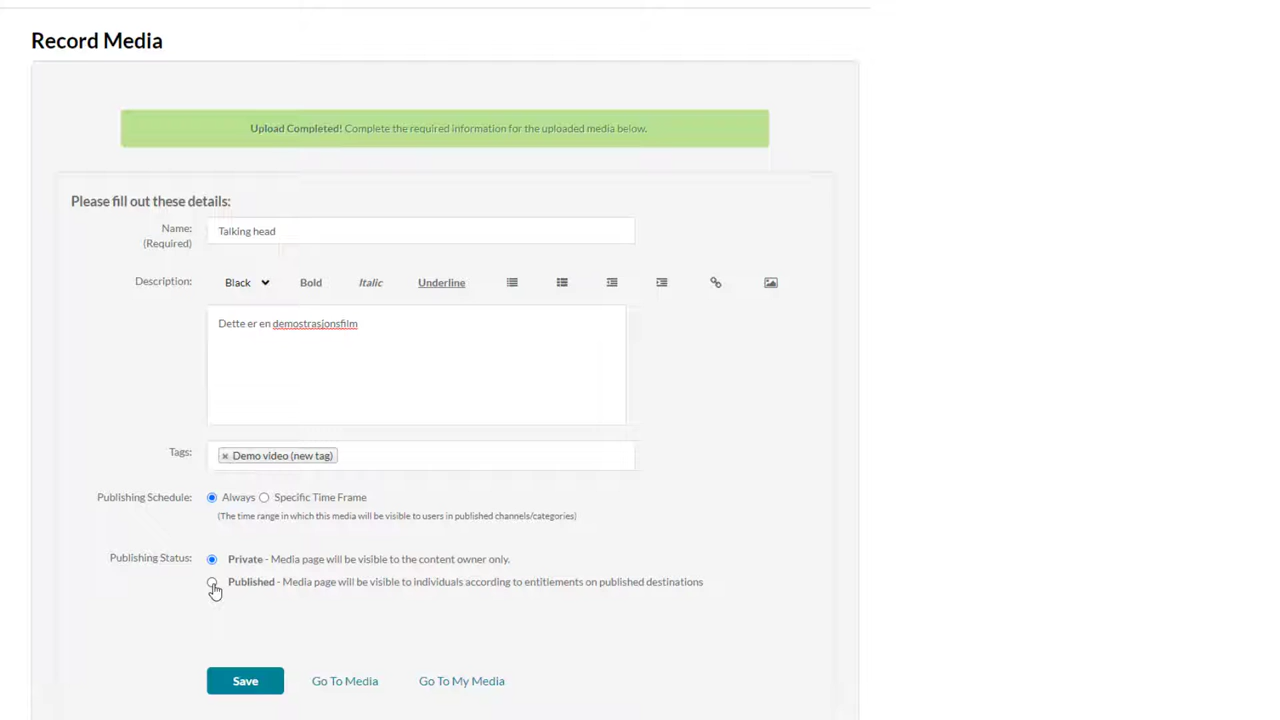 Record Media
Upload Completed! Complete the required information for the uploaded media below.
Please fill out these details:
Name:
(Required)
Talking head
Description:
Black Bold Italic Underline
Dette er en demostrasjonsfilm
Tags:
× Demo video (new tag)
Publishing Schedule: Always Specific Time Frame
(The time range in which this media will be visible to users in published channels/categories)
Publishing Status: Private - Media page will be visible to the content owner only.
Published - Media page will be visible to individuals according to entitlements on published destinations
Save Go To Media Go To My Media